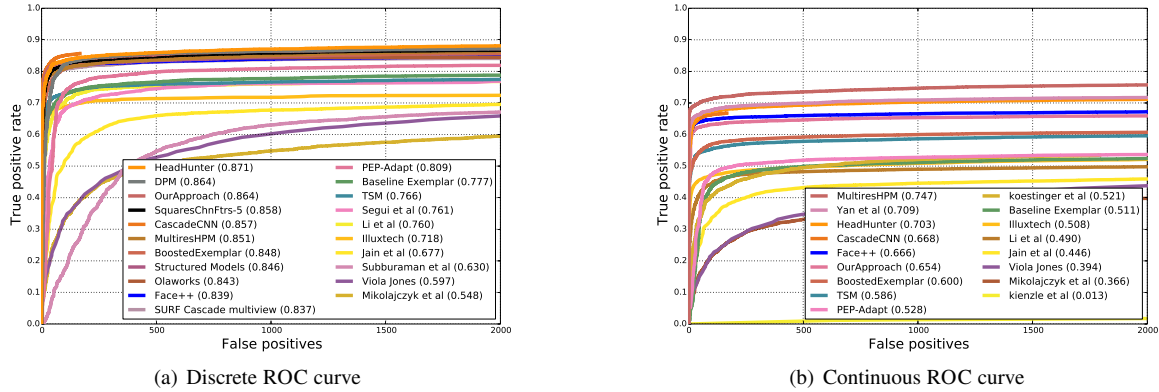 1.0
0.9
0.8
0.7
0.6
0.5
0.4
0.3
0.2
0.1
0.0
True positive rate
0
500
1000
1500
2000
False positives
HeadHunter (0.871)
DPM (0.864)
OurApproach (0.864)
SquaresChnFtrs-5 (0.858)
CascadeCNN (0.857)
MultiresHPM (0.851)
BoostedExemplar (0.848)
Structured Models (0.846)
Olaworks (0.843)
Face++ (0.839)
SURF Cascade multiview (0.837)
PEP-Adapt (0.809)
Baseline Exemplar (0.777)
TSM (0.766)
Segui et al (0.761)
Li et al (0.760)
Illuxtech (0.718)
Jain et al (0.677)
Subburaman et al (0.630)
Viola Jones (0.597)
Mikolajczyk et al (0.548)
(a) Discrete ROC curve
1.0
0.9
0.8
0.7
0.6
0.5
0.4
0.3
0.2
0.1
0.0
True positive rate
0
500
1000
1500
2000
False positives
MultiresHPM (0.747)
Yan et al (0.709)
HeadHunter (0.703)
CascadeCNN (0.668)
Face++ (0.666)
OurApproach (0.654)
BoostedExemplar (0.600)
TSM (0.586)
PEP-Adapt (0.528)
koestinger et al (0.521)
Baseline Exemplar (0.511)
Illuxtech (0.508)
Li et al (0.490)
Jain et al (0.446)
Viola Jones (0.394)
Mikolajczyk et al (0.366)
kienzle et al (0.013)
(b) Continuous ROC curve